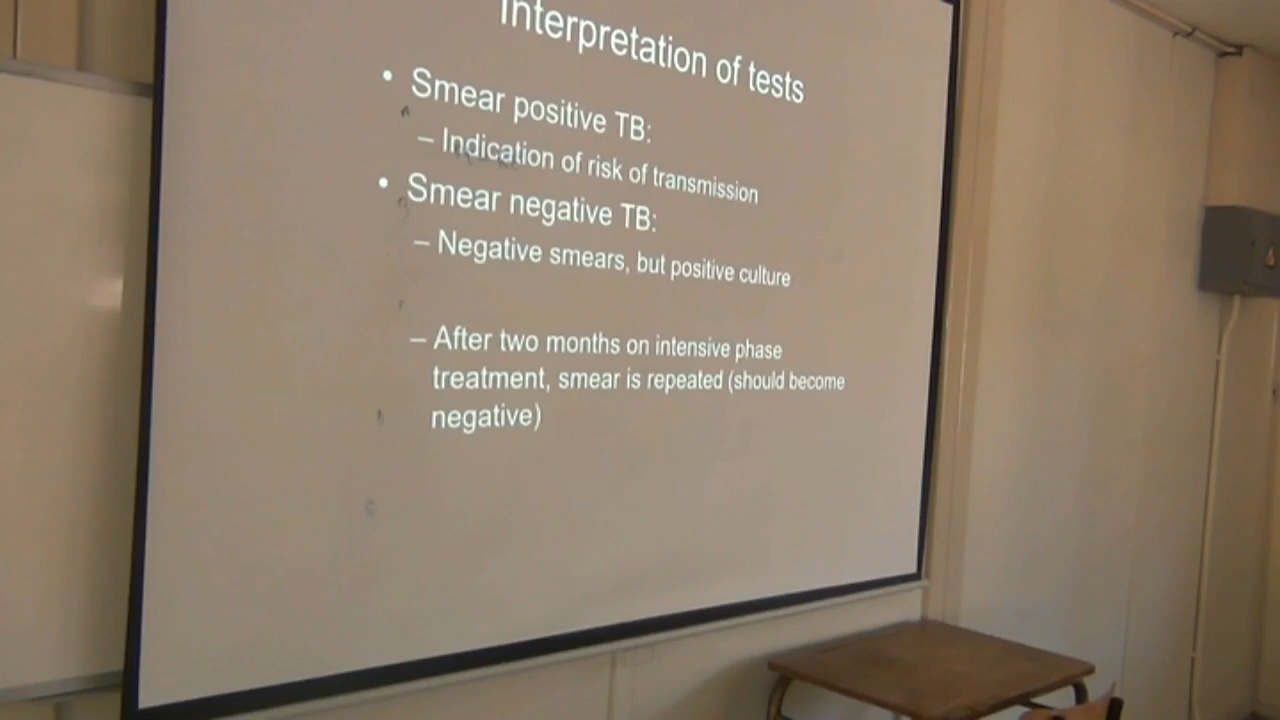 Interpretation of tests
• Smear positive TB:
– Indication of risk of transmission
• Smear negative TB:
– Negative smears, but positive culture
– After two months on intensive phase
treatment, smear is repeated (should become
negative)